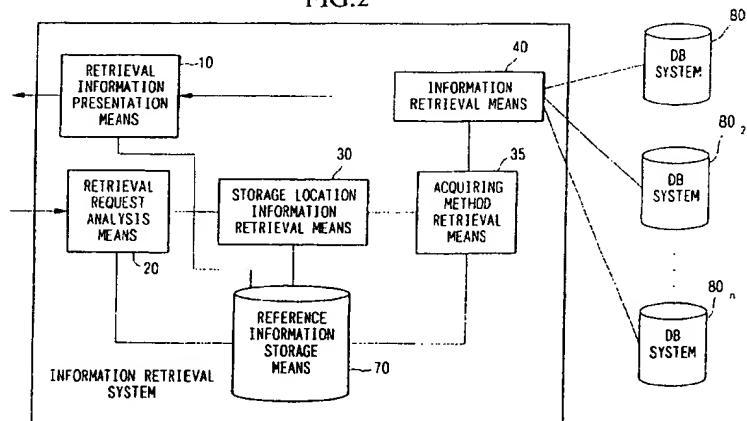 FIG.2
10
RETRIEVAL
INFORMATION
PRESENTATION
MEANS
40
INFORMATION
RETRIEVAL MEANS
80
DB
SYSTEM
80 2
DB
SYSTEM
30
35
RETRIEVAL
REQUEST
ANALYSIS
MEANS
20
STORAGE LOCATION
INFORMATION
RETRIEVAL MEANS
ACQUIRING
METHOD
RETRIEVAL
MEANS
REFERENCE
INFORMATION
STORAGE
MEANS
70
80 n
DB
SYSTEM
INFORMATION RETRIEVAL
SYSTEM